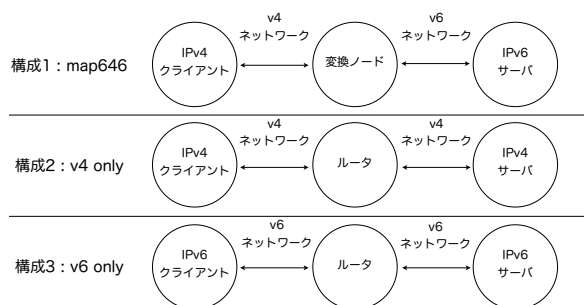 v4
ネットワーク
v6
ネットワーク
構成1：map646
IPv4
クライアント
変換ノード
IPv6
サーバ
v4
ネットワーク
v4
ネットワーク
構成2：v4 only
IPv4
クライアント
ルータ
IPv4
サーバ
v6
ネットワーク
v6
ネットワーク
構成3：v6 only
IPv6
クライアント
ルータ
IPv6
サーバ